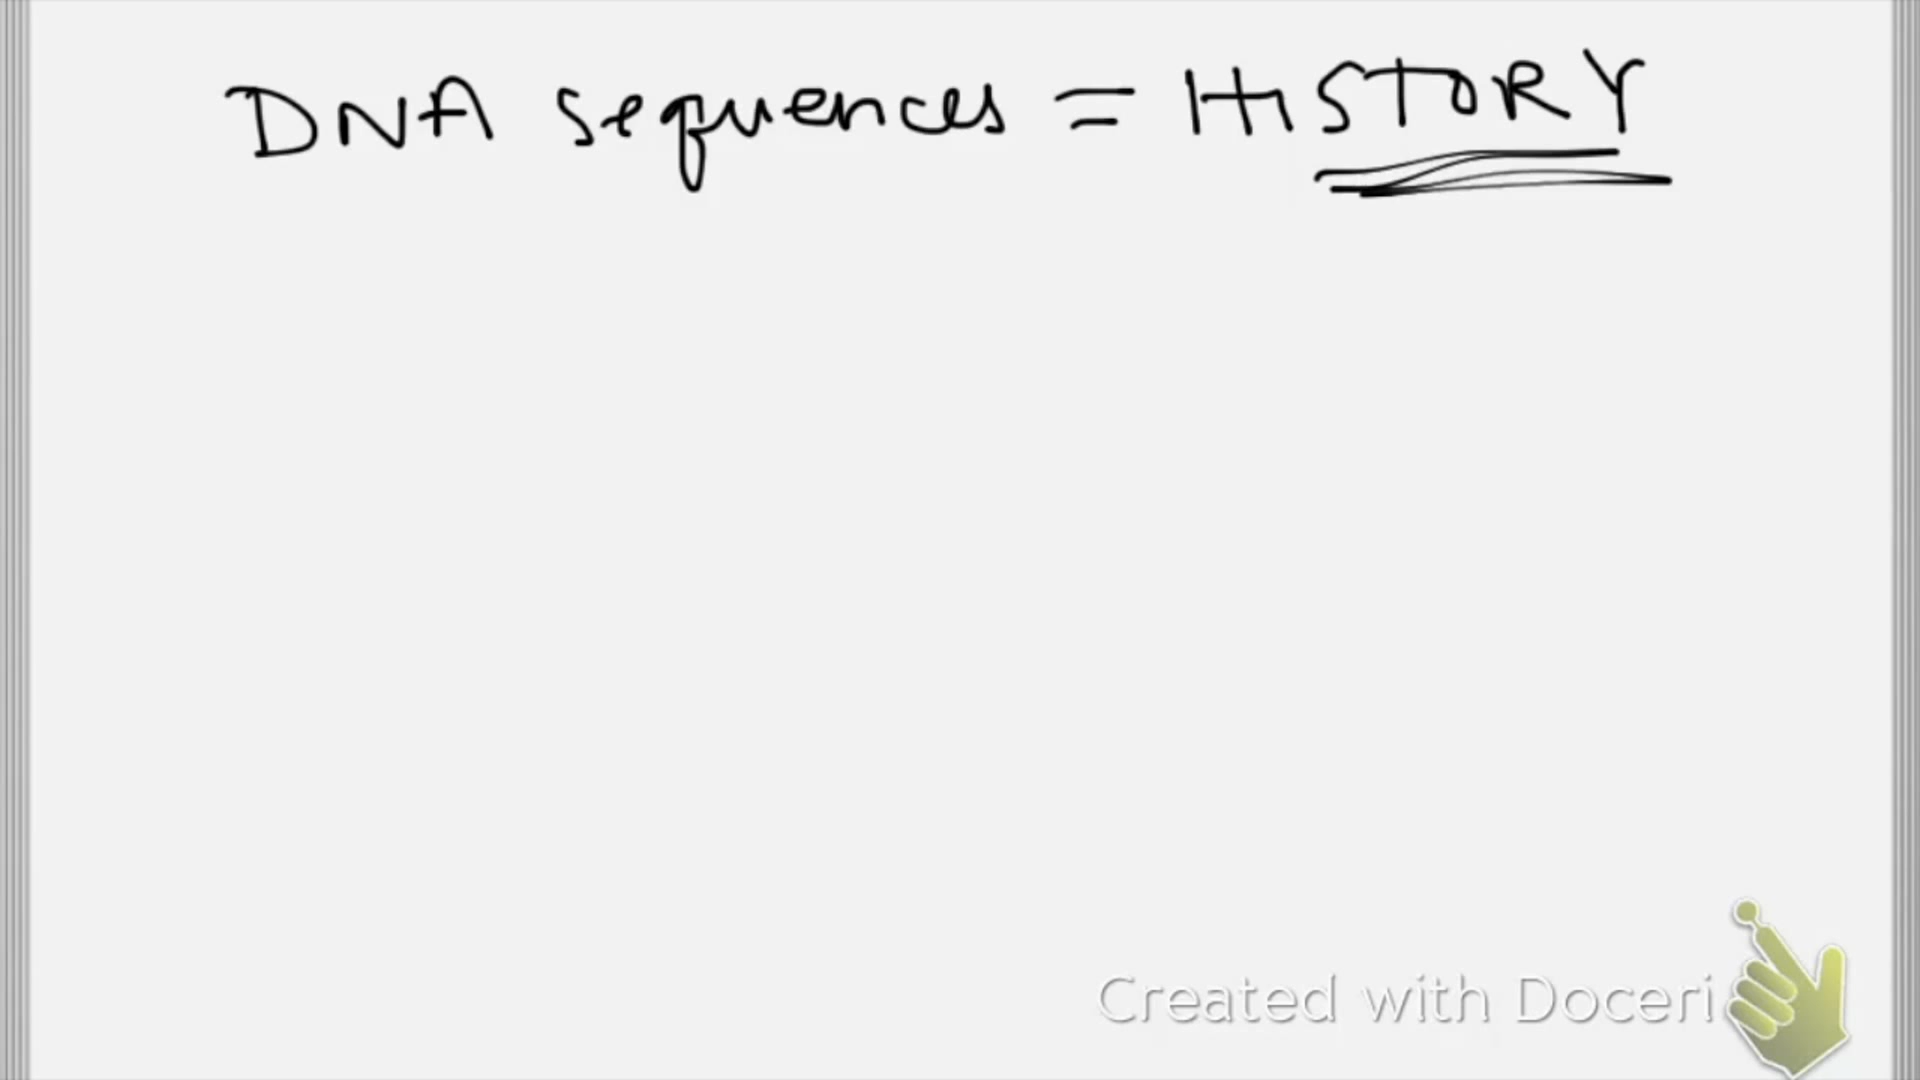 DNA sequences = HISTORY
Created with Doceri